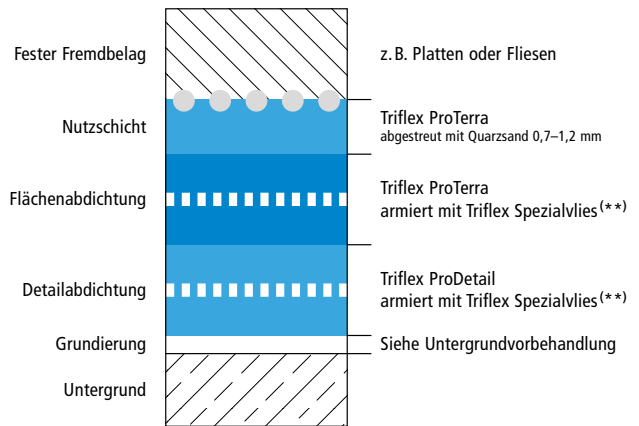 Fester Fremdbelag
z. B. Platten oder Fliesen
Nutzschicht
Triflex ProTerra
abgestreut mit Quarzsand 0,7–1,2 mm
Flächenabdichtung
Triflex ProTerra
armiert mit Triflex Spezialvlies(**)
Detailabdichtung
Triflex ProDetail
armiert mit Triflex Spezialvlies(**)
Grundierung
Siehe Untergrundvorbehandlung
Untergrund